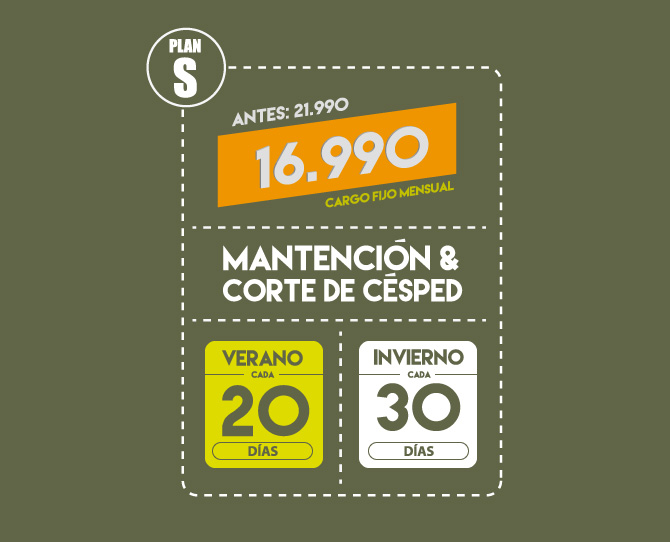 PLAN
S
ANTES: 21.990
16.990
CARGO FIJO MENSUAL
MANTENCIÓN &
CORTE DE CÉSPED
VERANO
CADA
20
DÍAS
INVIERNO
CADA
30
DÍAS